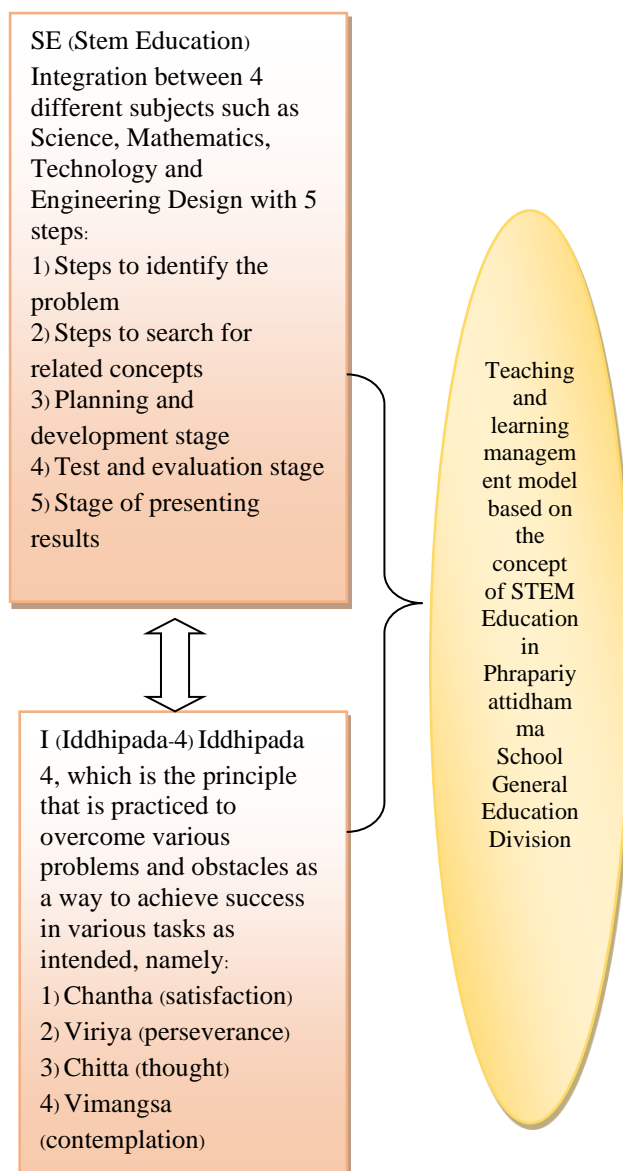 SE (Stem Education)
Integration between 4
different subjects such as
Science, Mathematics,
Technology and
Engineering Design with 5
steps:
1) Steps to identify the
problem
2) Steps to search for
related concepts
3) Planning and
development stage
4) Test and evaluation stage
5) Stage of presenting
results
I (Iddhipada-4) Iddhipada
4, which is the principle
that is practiced to
overcome various
problems and obstacles as
a way to achieve success
in various tasks as
intended, namely:
1) Chantha (satisfaction)
2) Viriya (perseverance)
3) Chitta (thought)
4) Vimangsa
(contemplation)
Teaching
and
learning
managem
ent model
based on
the
concept
of STEM
Education
in
Phrapariy
attidham
ma
School
General
Education
Division